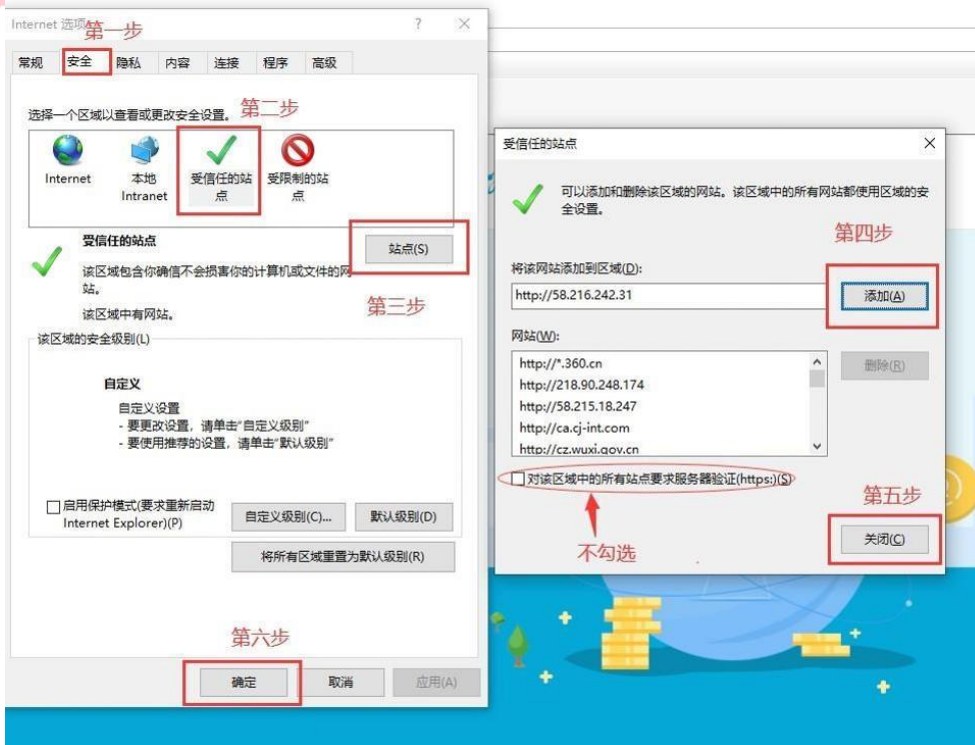 Internet 选项
第一步
常规 安全 隐私 内容 连接 程序 高级
第二步
选择一个区域以查看或更改安全设置。
Internet
本地
Intranet
受信任的站
点
受限制的站
点
受信任的站点
站点(S)
该区域包含你确信不会损害你的计算机或文件的网
站。
第三步
该区域中有网站。
该区域的安全级别(L)
自定义
自定义设置
- 要更改设置，请单击“自定义级别”
- 要使用推荐的设置，请单击“默认级别”
启用保护模式(要求重新启动
Internet Explorer)(P)
自定义级别(C)...
默认级别(D)
将所有区域重置为默认级别(R)
第六步
确定
取消
应用(A)
受信任的站点
可以添加和删除该区域的网站。该区域中的所有网站都使用区域的安
全设置。
第四步
将该网站添加到区域(D):
http://58.216.242.31
添加(A)
网站(W):
http://*.360.cn
http://218.90.248.174
http://58.215.18.247
http://ca.cj-int.com
http://cz.wuxi.gov.cn
删除(R)
对该区域中的所有站点要求服务器验证(https:)(S)
第五步
不勾选
关闭(C)